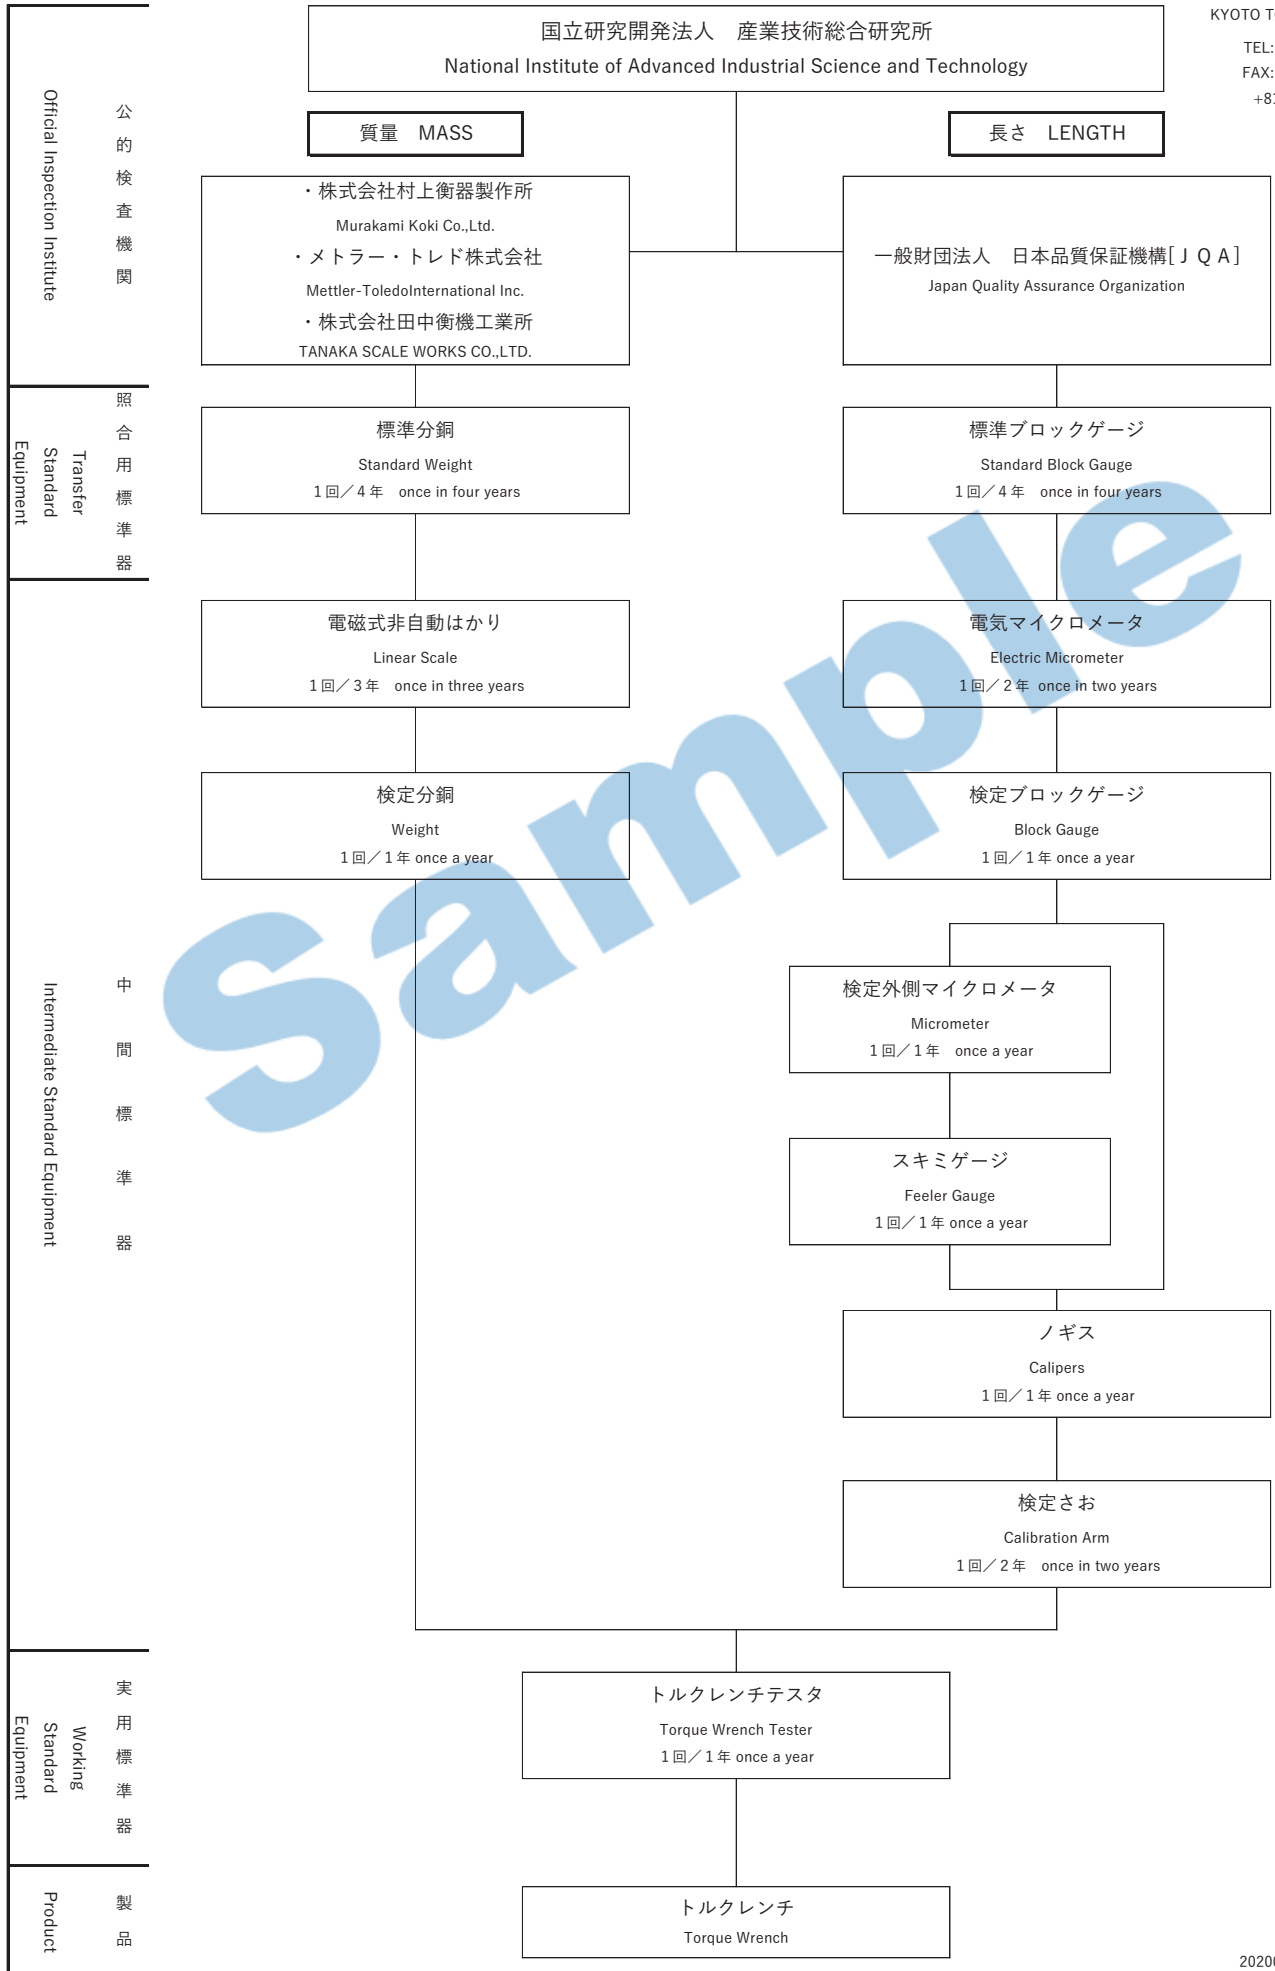 国立研究開発法人　産業技術総合研究所
National Institute of Advanced Industrial Science and Technology
KYOTO
TEL:
FAX:
質量　MASS
長さ　LENGTH
公的検査機関
Official Inspection Institute
・株式会社村上衡器製作所
Murakami Koki Co.,Ltd.
・メトラー・トレド株式会社
Mettler-ToledoInternational Inc.
・株式会社田中衡機工業所
TANAKA SCALE WORKS CO.,LTD.
一般財団法人　日本品質保証機構[ＪＱＡ]
Japan Quality Assurance Organization
照合用標準器
Transfer
Standard
Equipment
標準分銅
Standard Weight
1回／4年　once in four years
標準ブロックゲージ
Standard Block Gauge
1回／4年　once in four years
中間標準器
Intermediate Standard Equipment
電磁式非自動はかり
Linear Scale
1回／3年　once in three years
電気マイクロメータ
Electric Micrometer
1回／2年 once in two years
検定分銅
Weight
1回／1年 once a year
検定ブロックゲージ
Block Gauge
1回／1年 once a year
検定外側マイクロメータ
Micrometer
1回／1年　once a year
スキミゲージ
Feeler Gauge
1回／1年 once a year
ノギス
Calipers
1回／1年 once a year
検定さお
Calibration Arm
1回／2年　once in two years
実用標準器
Working
Standard
Equipment
トルクレンチテスタ
Torque Wrench Tester
1回／1年 once a year
製品
Product
トルクレンチ
Torque Wrench
Sample